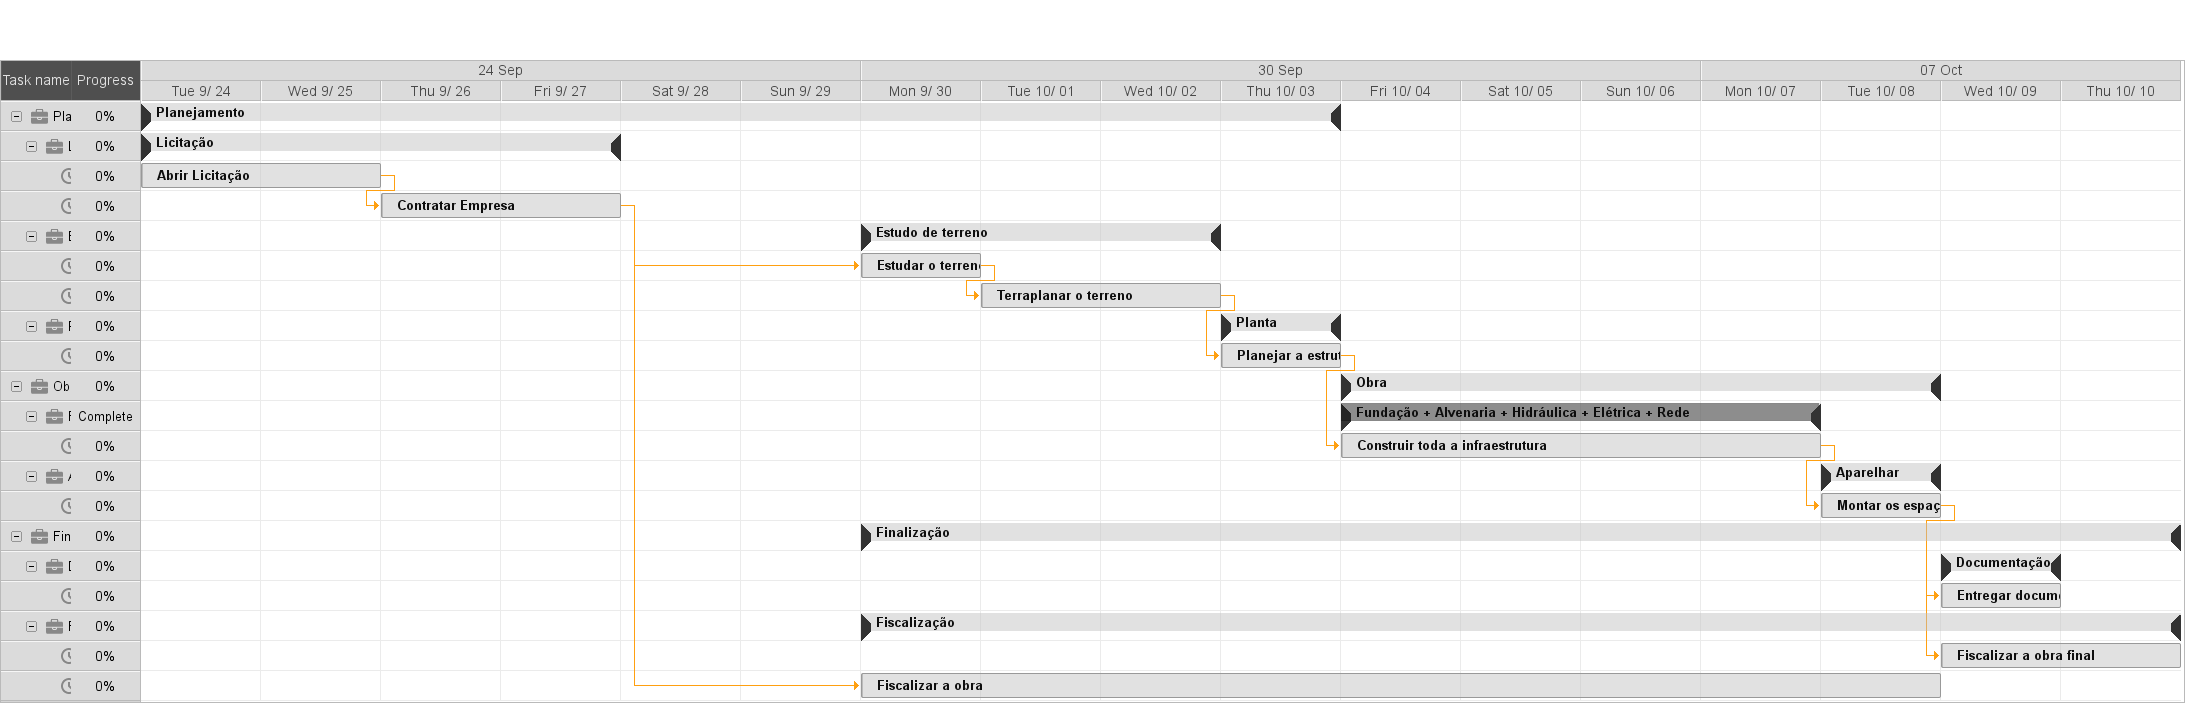 24 Sep 30 Sep 07 Oct
Task name Progress
Tue 9/ 24 Wed 9/ 25 Thu 9/ 26 Fri 9/ 27 Sat 9/ 28 Sun 9/ 29 Mon 9/ 30 Tue 10/ 01 Wed 10/ 02 Thu 10/ 03 Fri 10/ 04 Sat 10/ 05 Sun 10/ 06 Mon 10/ 07 Tue 10/ 08 Wed 10/ 09 Thu 10/ 10
Pla 0% Planejamento
0% Licitação
0% Abrir Licitação
0% Contratar Empresa
0% Estudo de terreno
0% Estudar o terren
0% Terraplanar o terreno
0% Planta
0% Planejar a estrut
Ob 0% Obra
Complete Fundação + Alvenaria + Hidráulica + Elétrica + Rede
0% Construir toda a infraestrutura
0% Aparelhar
0% Montar os espaç
Fin 0% Finalização
0% Documentação
0% Entregar docum
0% Fiscalização
0% Fiscalizar a obra final
0% Fiscalizar a obra